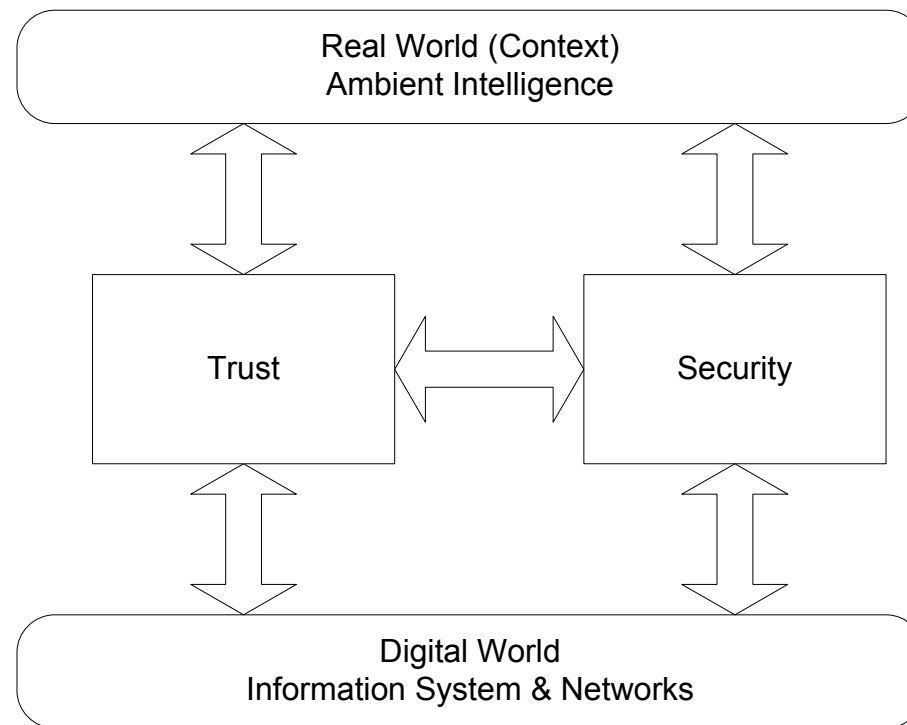 Real World (Context)
Ambient Intelligence
Trust
Security
Digital World
Information System & Networks